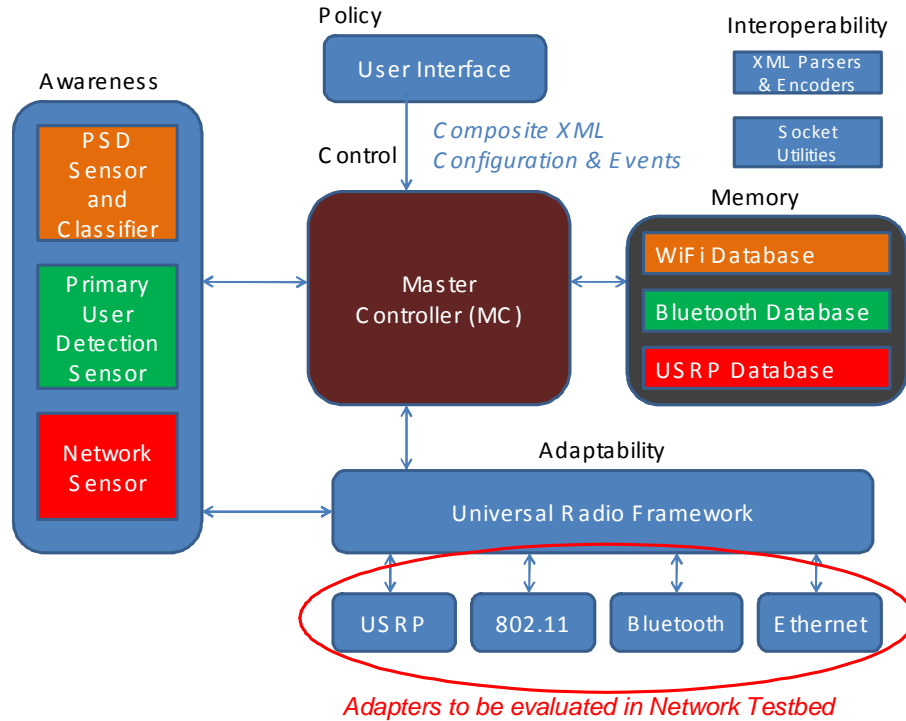 Policy
User Interface
Interoperability
XML Parsers
& Encoders
Socket
Utilities
Awareness
PSD
Sensor
and
Classifier
Primary
User
Detection
Sensor
Network
Sensor
Control
Composite XML
Configuration & Events
Master
Controller (MC)
Memory
WiFi Database
Bluetooth Database
USRP Database
Adaptability
Universal Radio Framework
USRP
802.11
Bluetooth
Ethernet
Adapters to be evaluated in Network Testbed